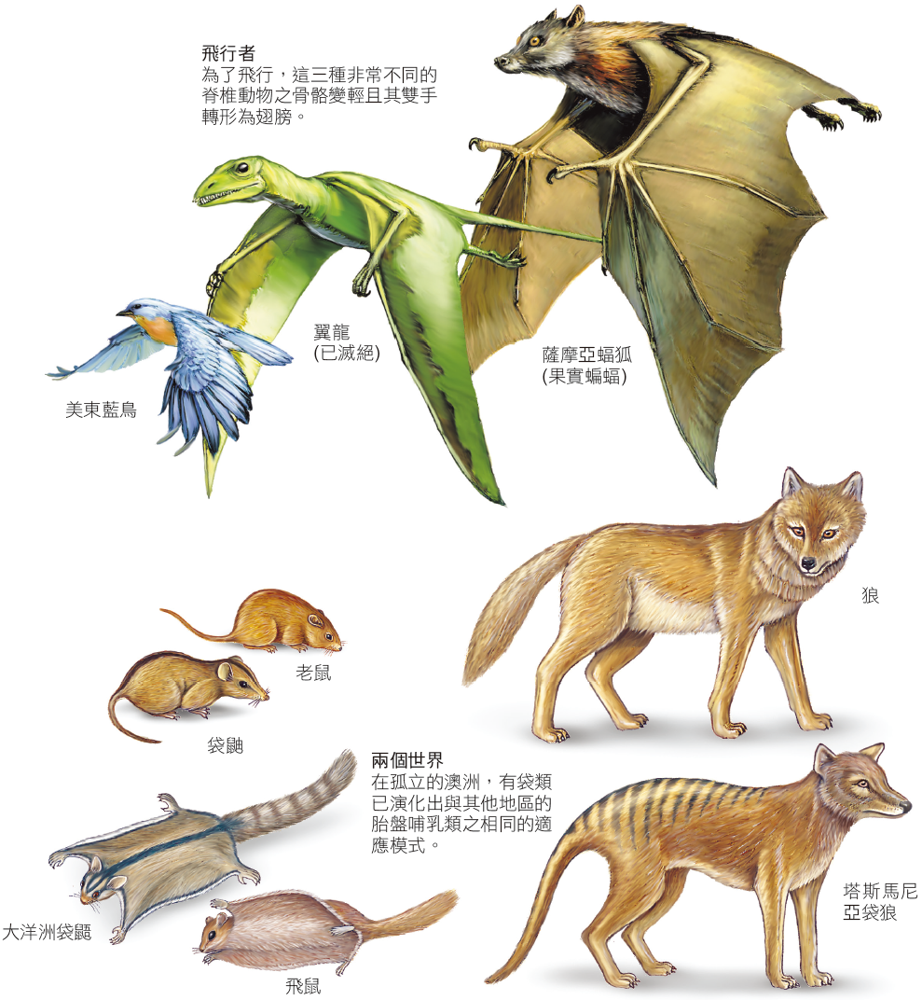 飛行者
為了飛行，這三種非常不同的
脊椎動物之骨骼變輕且其雙手
轉形為翅膀。
翼龍
(已滅絕)
薩摩亞蝠狐
(果實蝙蝠)
美東藍鳥
狼
老鼠
袋鼬
兩個世界
在孤立的澳洲，有袋類
已演化出與其他地區的
胎盤哺乳類之相同的適
應模式。
塔斯馬尼
亞袋狼
大洋洲袋鼯
飛鼠